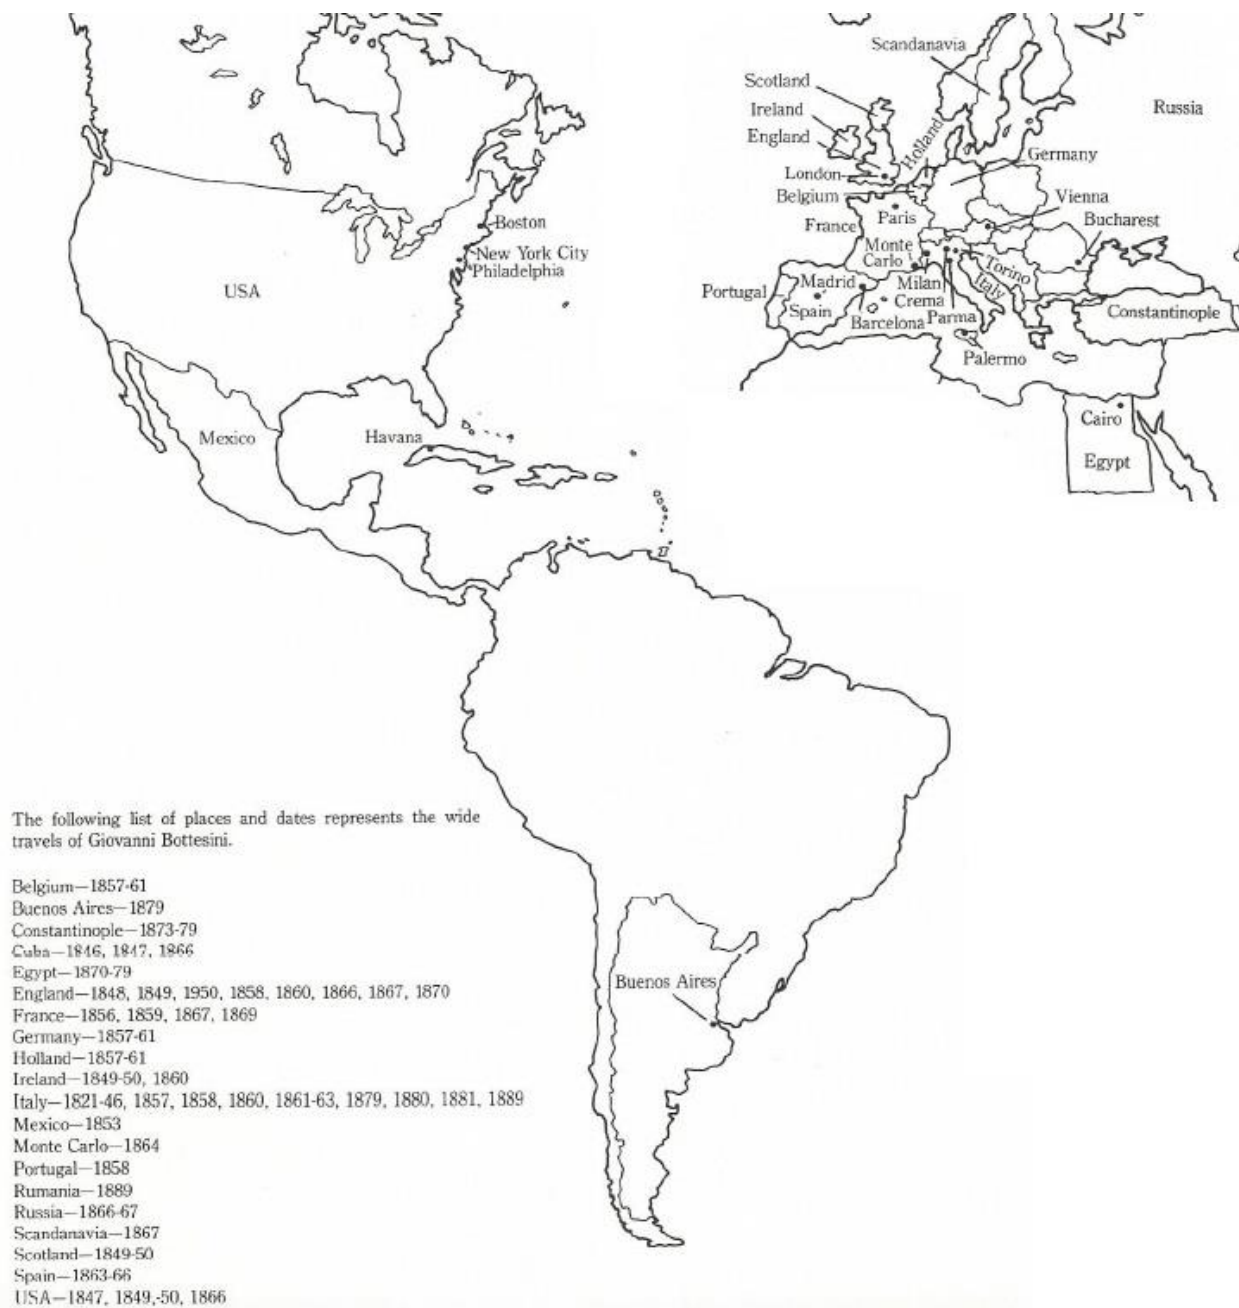 Scandanavia
Scotland
Ireland
England
Holland
Russia
Germany
London
Belgium
Vienna
Paris
France
Bucharest
Boston
New York City
Philadelphia
USA
Monte
Carlo
Torino
Italy
Portugal
Madrid
Spain
Milan
Crema
Barcelona
Parma
Constantinople
Palermo
Mexico
Havana
Cairo
Egypt
The following list of places and dates represents the wide
travels of Giovanni Bottesini.
Belgium—1857-61
Buenos Aires—1879
Constantinople—1873-79
Cuba—1846, 1847, 1866
Egypt—1870-79
England—1848, 1849, 1950, 1858, 1860, 1866, 1867, 1870
France—1856, 1859, 1867, 1869
Germany—1857-61
Holland—1857-61
Ireland—1849-50, 1860
Italy—1821-46, 1857, 1858, 1860, 1861-63, 1879, 1880, 1881, 1889
Mexico—1853
Monte Carlo—1864
Portugal—1858
Rumania—1889
Russia—1866-67
Scandanavia—1867
Scotland—1849-50
Spain—1863-66
USA—1847, 1849,-50, 1866
Buenos Aires